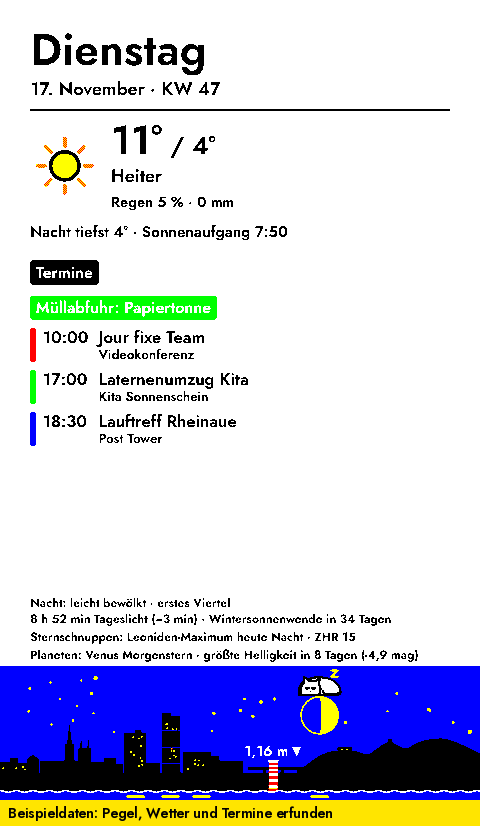 Dienstag
17. November · KW 47
11° / 4°
Heiter
Regen 5 % · 0 mm
Nacht tiefst 4° · Sonnenaufgang 7:50
Termine
Müllabfuhr: Papiertonne
10:00 Jour fixe Team
Videokonferenz
17:00 Laternenumzug Kita
Kita Sonnenschein
18:30 Lauftreff Rheinaue
Post Tower
Nacht: leicht bewölkt · erstes Viertel
8 h 52 min Tageslicht (−3 min) · Wintersonnenwende in 34 Tagen
Sternschnuppen: Leoniden-Maximum heute Nacht · ZHR 15
Planeten: Venus Morgenstern · größte Helligkeit in 8 Tagen (-4,9 mag)
z
1,16 m ▼
Beispieldaten: Pegel, Wetter und Termine erfunden